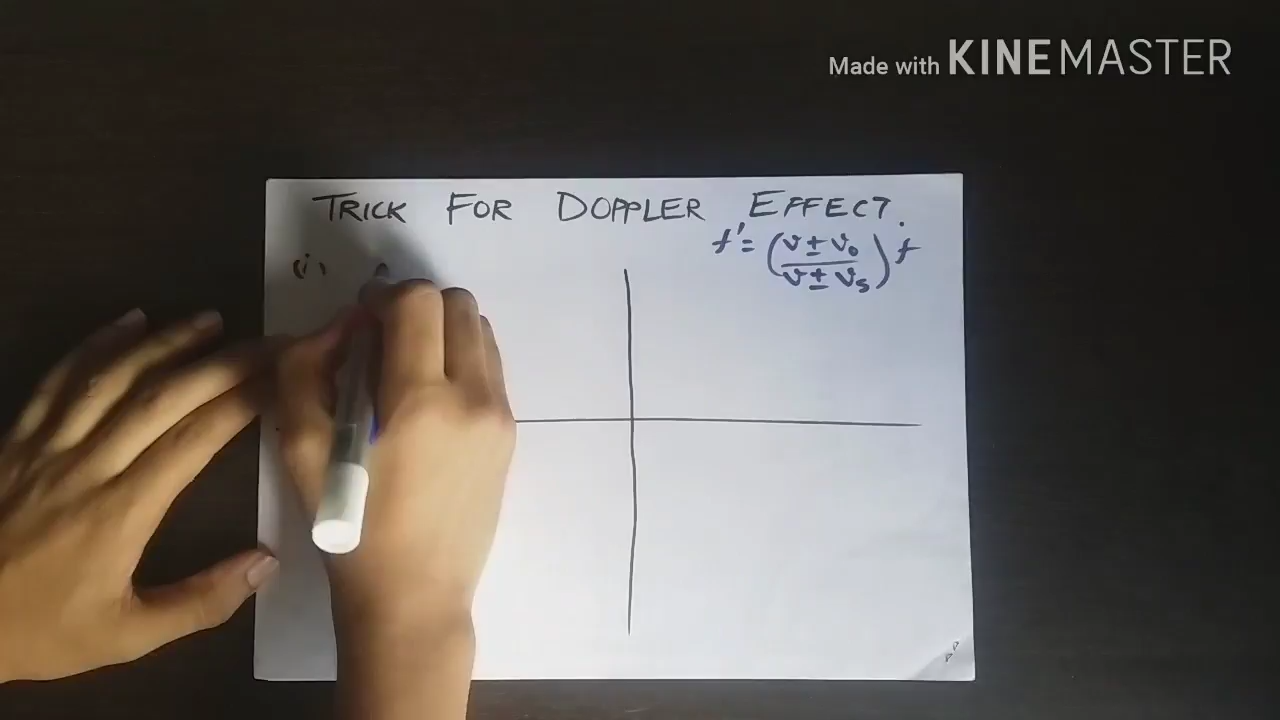 Made with KINEMASTER
TRICK FOR DOPPLER EFFECT.
f' = (v ± v₀ / v ± vₛ) f
(i)